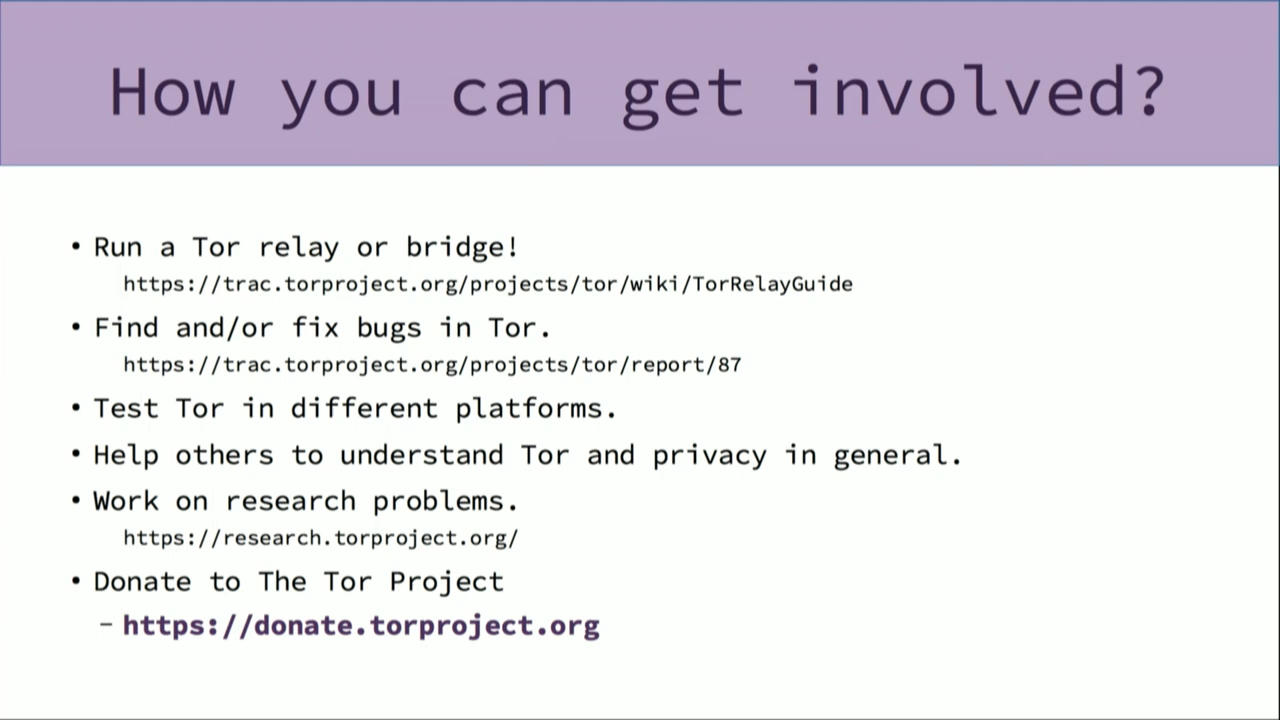 How you can get involved?
• Run a Tor relay or bridge!
https://trac.torproject.org/projects/tor/wiki/TorRelayGuide
• Find and/or fix bugs in Tor.
https://trac.torproject.org/projects/tor/report/87
• Test Tor in different platforms.
• Help others to understand Tor and privacy in general.
• Work on research problems.
https://research.torproject.org/
• Donate to The Tor Project
– https://donate.torproject.org